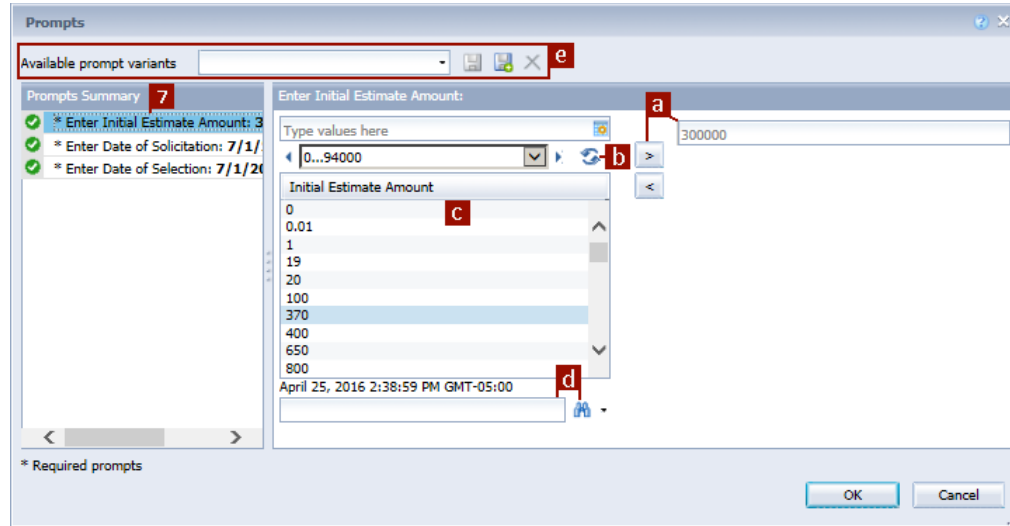 Prompts
Available prompt variants
e
Prompts Summary 7
* Enter Initial Estimate Amount: 3
* Enter Date of Solicitation: 7/1/
* Enter Date of Selection: 7/1/20
Enter Initial Estimate Amount:
Type values here
0...94000
b
Initial Estimate Amount
c
0
0.01
1
19
20
100
370
400
650
800
April 25, 2016 2:38:59 PM GMT-05:00
d
a
>
<
300000
* Required prompts
OK Cancel